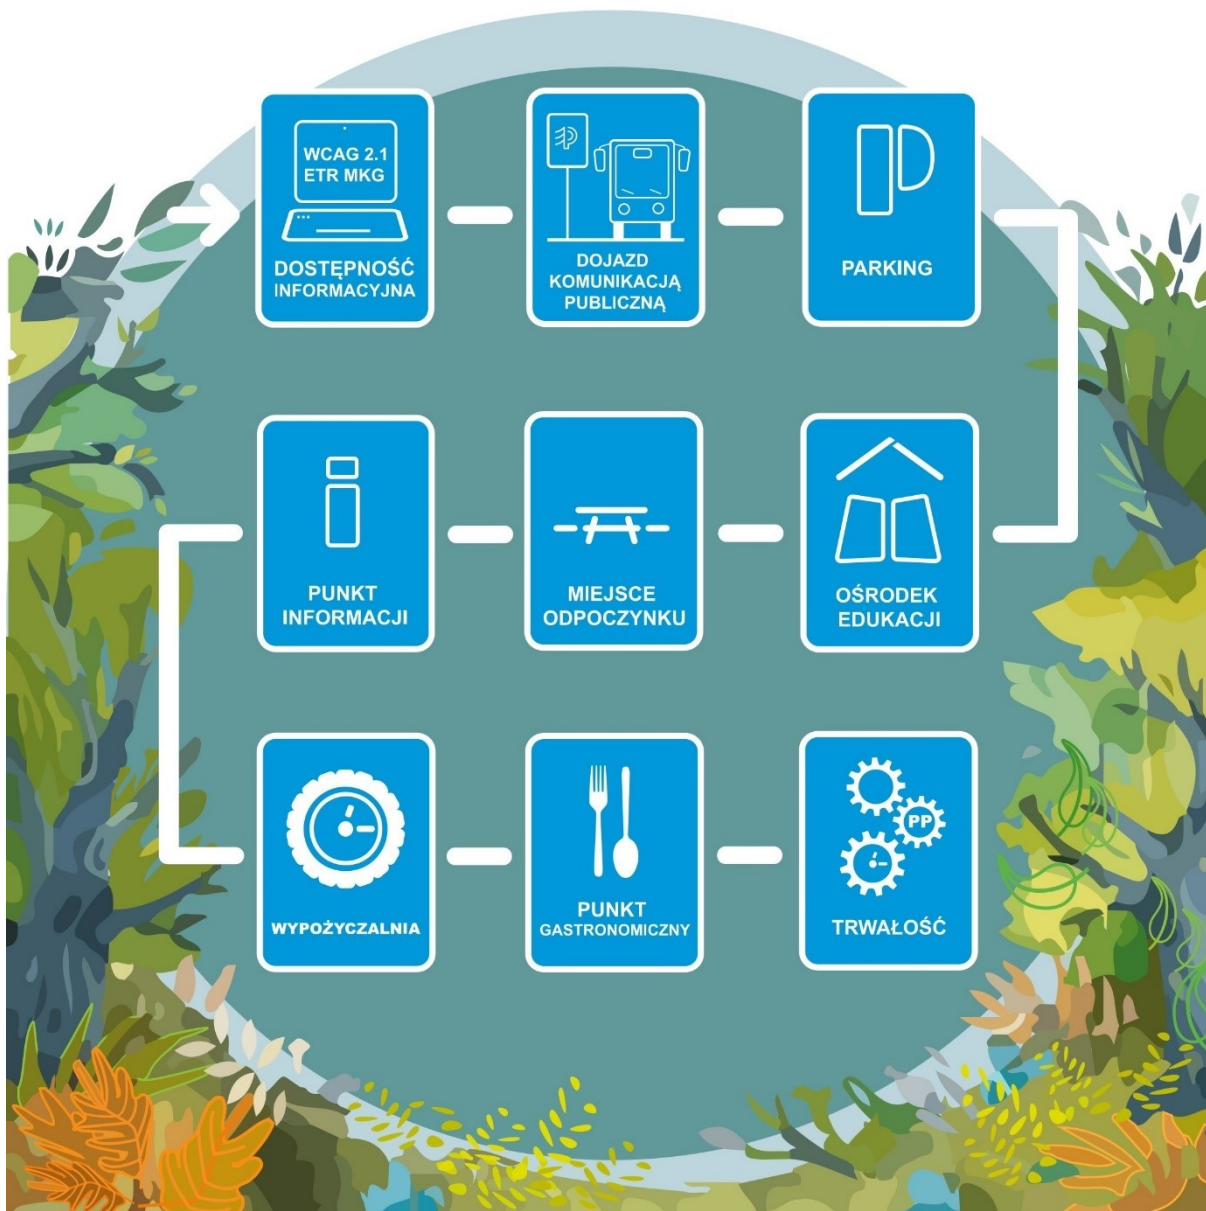 WCAG 2.1
ETR MKG
DOSTĘPNOŚĆ
INFORMACYJNA
DOJAZD
KOMUNIKACJĄ
PUBLICZNĄ
PARKING
OŚRODEK
EDUKACJI
MIEJSCE
ODPOCZYNKU
PUNKT
INFORMACJI
WYPOŻYCZALNIA
PUNKT
GASTRONOMICZNY
PP
TRWAŁOŚĆ